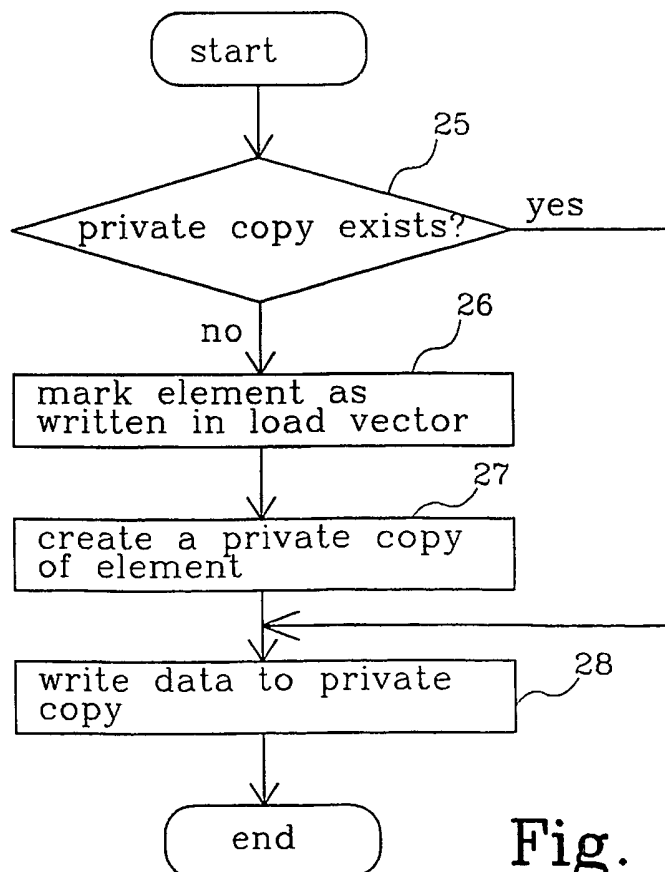 start
25
private copy exists?
yes
no
26
mark element as
written in load vector
27
create a private copy
of element
write data to private
copy
28
end
Fig.